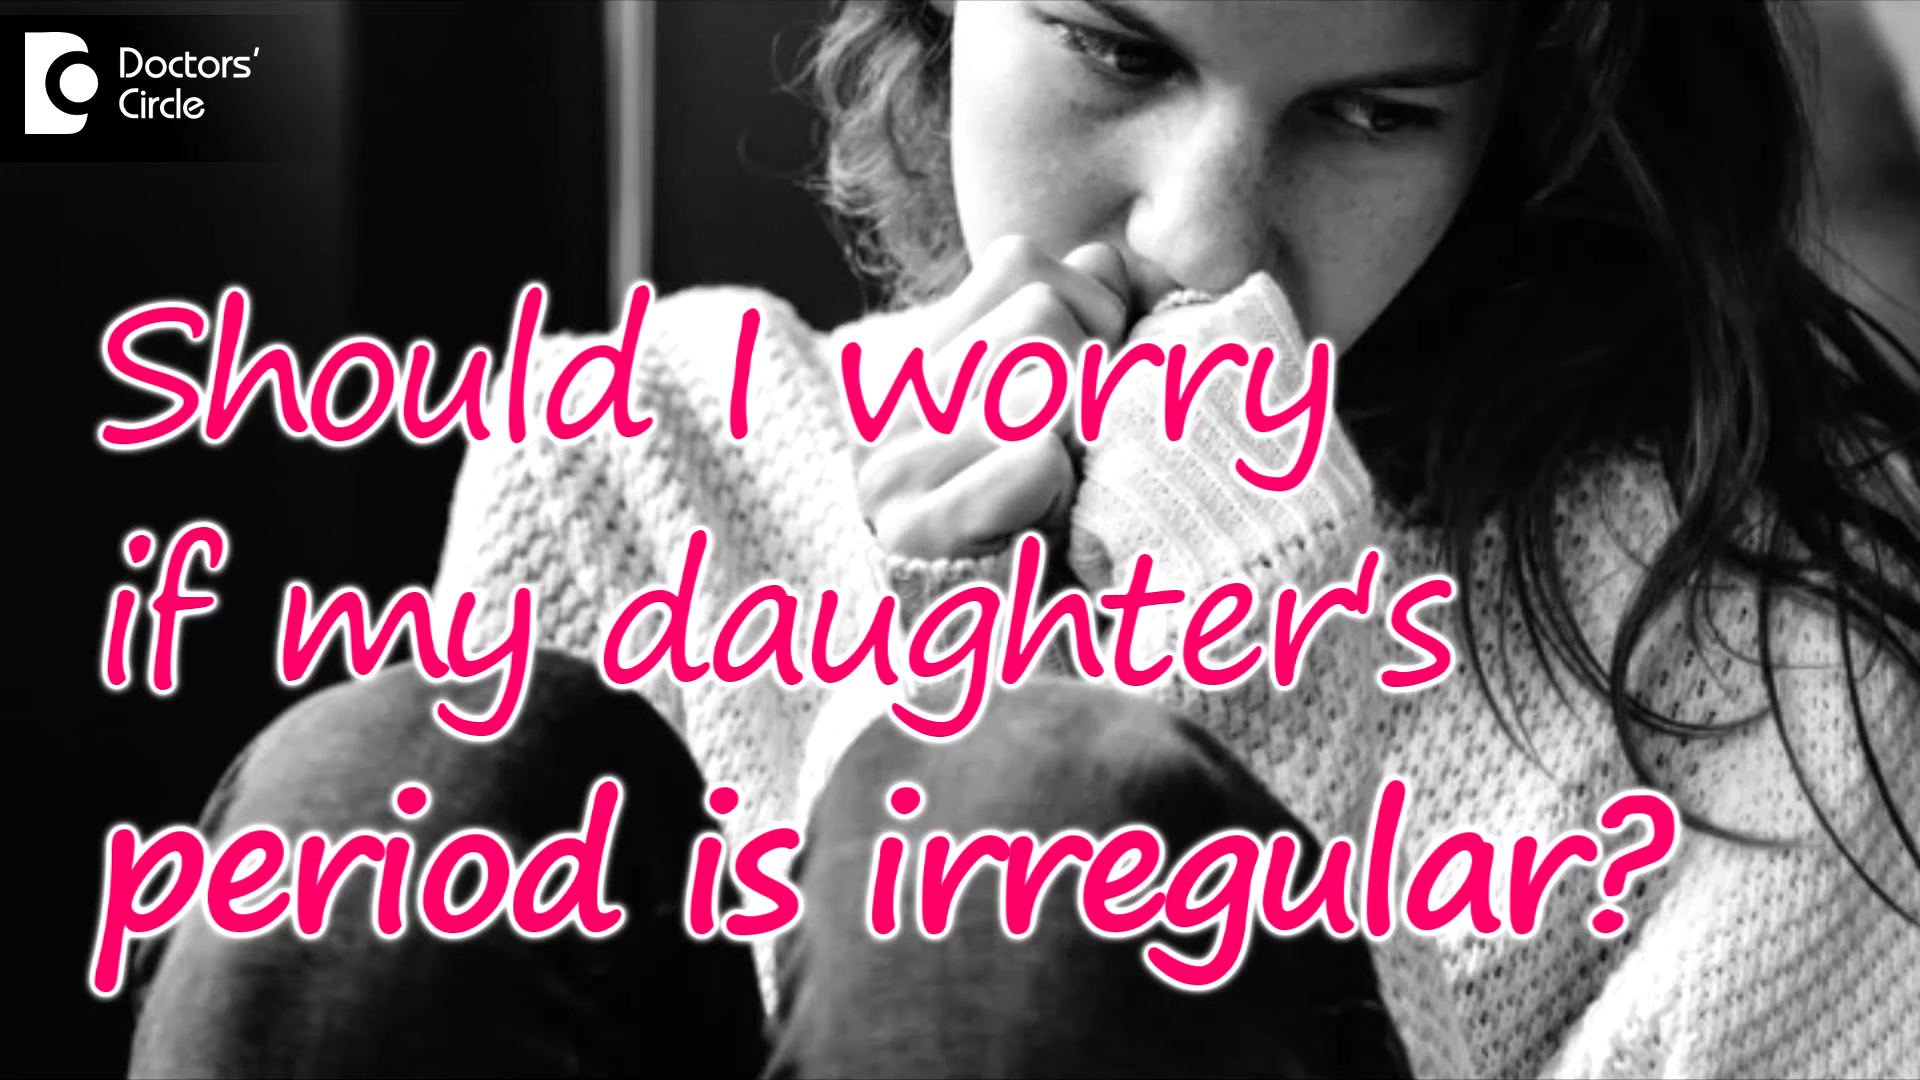 Doctors'
Circle
Should I worry
if my daughter's
period is irregular?